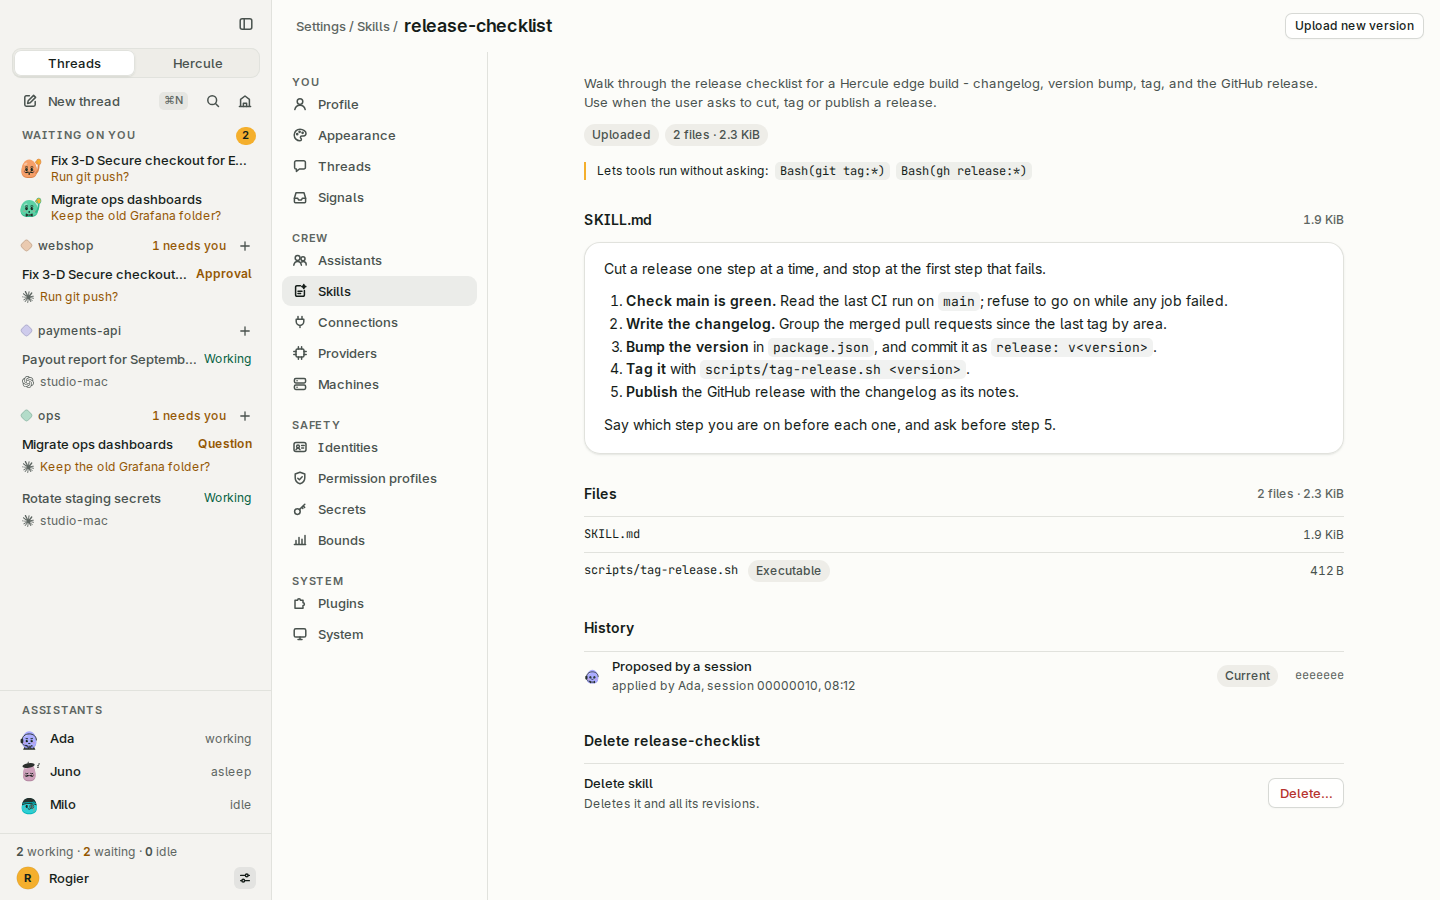 Settings / Skills / release-checklist
Upload new version
Threads
Hercule
New thread
⌘N
WAITING ON YOU
2
Fix 3-D Secure checkout for E...
Run git push?
Migrate ops dashboards
Keep the old Grafana folder?
webshop
1 needs you
Fix 3-D Secure checkout...
Approval
Run git push?
payments-api
Payout report for Septemb...
Working
studio-mac
ops
1 needs you
Migrate ops dashboards
Question
Keep the old Grafana folder?
Rotate staging secrets
Working
studio-mac
ASSISTANTS
Ada
working
Juno
asleep
Milo
idle
2 working · 2 waiting · 0 idle
R
Rogier
YOU
Profile
Appearance
Threads
Signals
CREW
Assistants
Skills
Connections
Providers
Machines
SAFETY
Identities
Permission profiles
Secrets
Bounds
SYSTEM
Plugins
System
Walk through the release checklist for a Hercule edge build - changelog, version bump, tag, and the GitHub release.
Use when the user asks to cut, tag or publish a release.
Uploaded
2 files · 2.3 KiB
Lets tools run without asking: Bash(git tag:*) Bash(gh release:*)
SKILL.md
1.9 KiB
Cut a release one step at a time, and stop at the first step that fails.
1. Check main is green. Read the last CI run on main; refuse to go on while any job failed.
2. Write the changelog. Group the merged pull requests since the last tag by area.
3. Bump the version in package.json, and commit it as release: v<version>.
4. Tag it with scripts/tag-release.sh <version>.
5. Publish the GitHub release with the changelog as its notes.
Say which step you are on before each one, and ask before step 5.
Files
2 files · 2.3 KiB
SKILL.md
1.9 KiB
scripts/tag-release.sh
Executable
412 B
History
Proposed by a session
applied by Ada, session 00000010, 08:12
Current
eeeeeee
Delete release-checklist
Delete skill
Deletes it and all its revisions.
Delete...